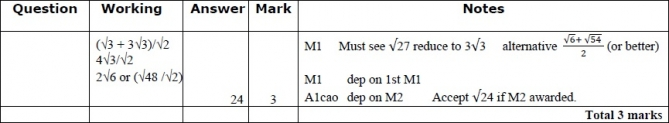 Question Working Answer Mark Notes
(√3 + 3√3)/√2
4√3/√2
2√6 or (√48 /√2)
24 3
M1 Must see √27 reduce to 3√3 alternative (√6+ √54)/2 (or better)
M1 dep on 1st M1
A1cao dep on M2 Accept √24 if M2 awarded.
Total 3 marks